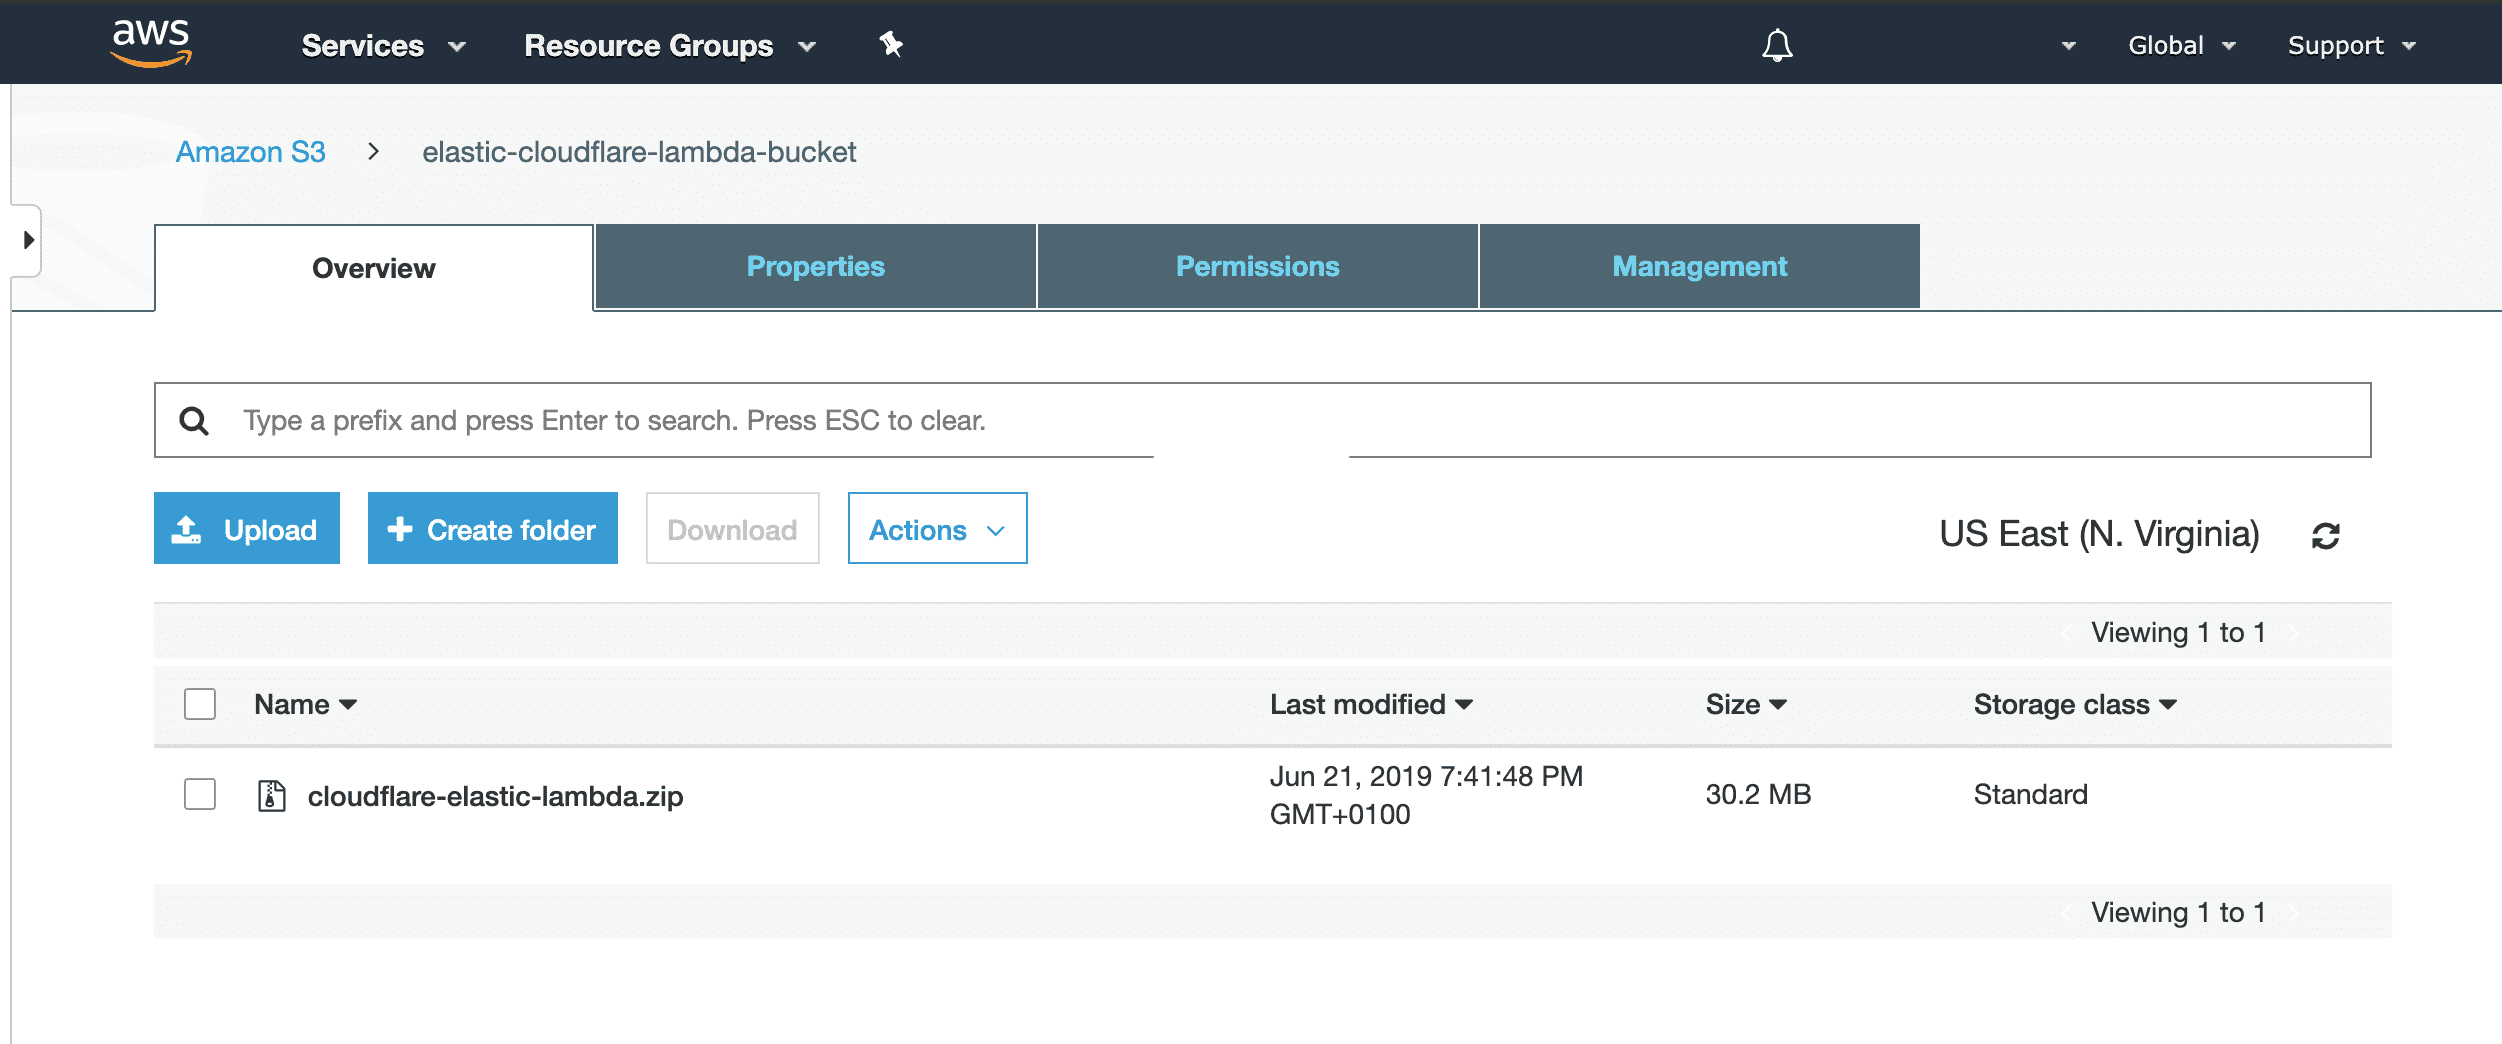 aws Services Resource Groups Global Support
Amazon S3 > elastic-cloudflare-lambda-bucket
Overview Properties Permissions Management
Type a prefix and press Enter to search. Press ESC to clear.
Upload Create folder Download Actions US East (N. Virginia)
Viewing 1 to 1
Name Last modified Size Storage class
cloudflare-elastic-lambda.zip Jun 21, 2019 7:41:48 PM 30.2 MB Standard
GMT+0100
Viewing 1 to 1